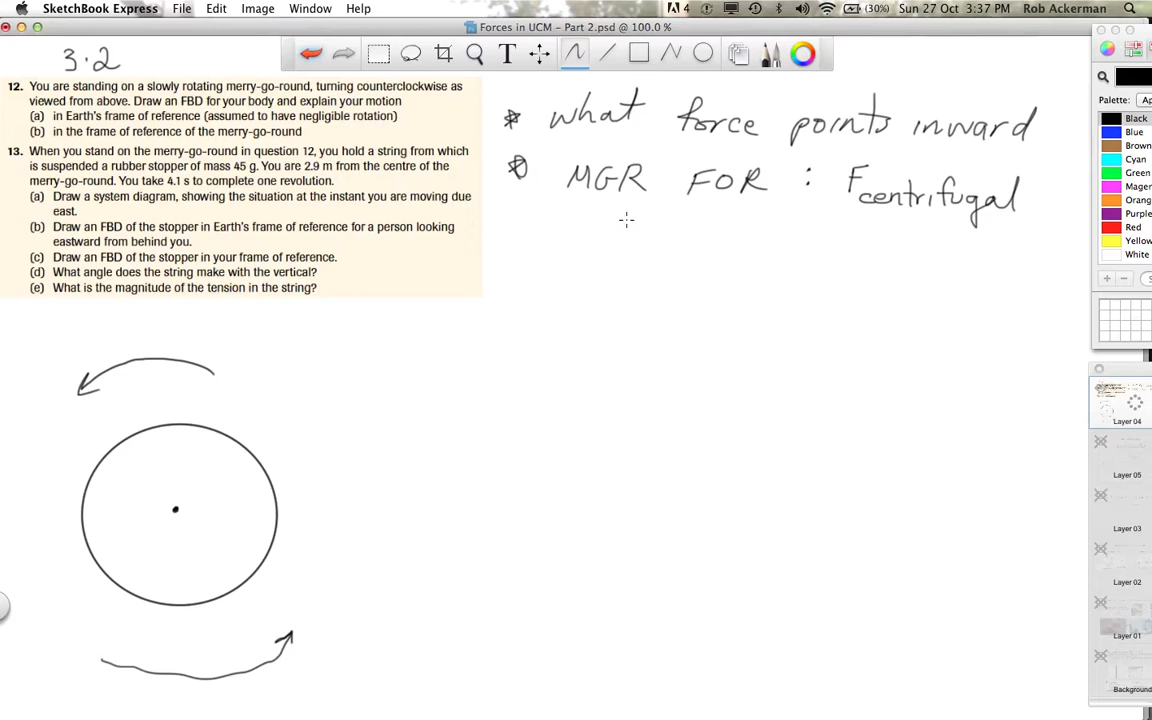 SketchBook Express File Edit Image Window Help
4 (30%) Sun 27 Oct 3:37 PM Rob Ackerman
Forces in UCM - Part 2.psd @ 100.0 %
T
3.2
12. You are standing on a slowly rotating merry-go-round, turning counterclockwise as
viewed from above. Draw an FBD for your body and explain your motion
(a) in Earth's frame of reference (assumed to have negligible rotation)
(b) in the frame of reference of the merry-go-round
13. When you stand on the merry-go-round in question 12, you hold a string from which
is suspended a rubber stopper of mass 45 g. You are 2.9 m from the centre of the
merry-go-round. You take 4.1 s to complete one revolution.
(a) Draw a system diagram, showing the situation at the instant you are moving due
east.
(b) Draw an FBD of the stopper in Earth's frame of reference for a person looking
eastward from behind you.
(c) Draw an FBD of the stopper in your frame of reference.
(d) What angle does the string make with the vertical?
(e) What is the magnitude of the tension in the string?
* what force points inward
* MGR FOR : F centrifugal
Palette: Ap
Black
Blue
Brown
Cyan
Green
Magen
Orang
Purple
Red
Yellow
White
+ − S
Layer 04
Layer 05
Layer 03
Layer 02
Layer 01
Background